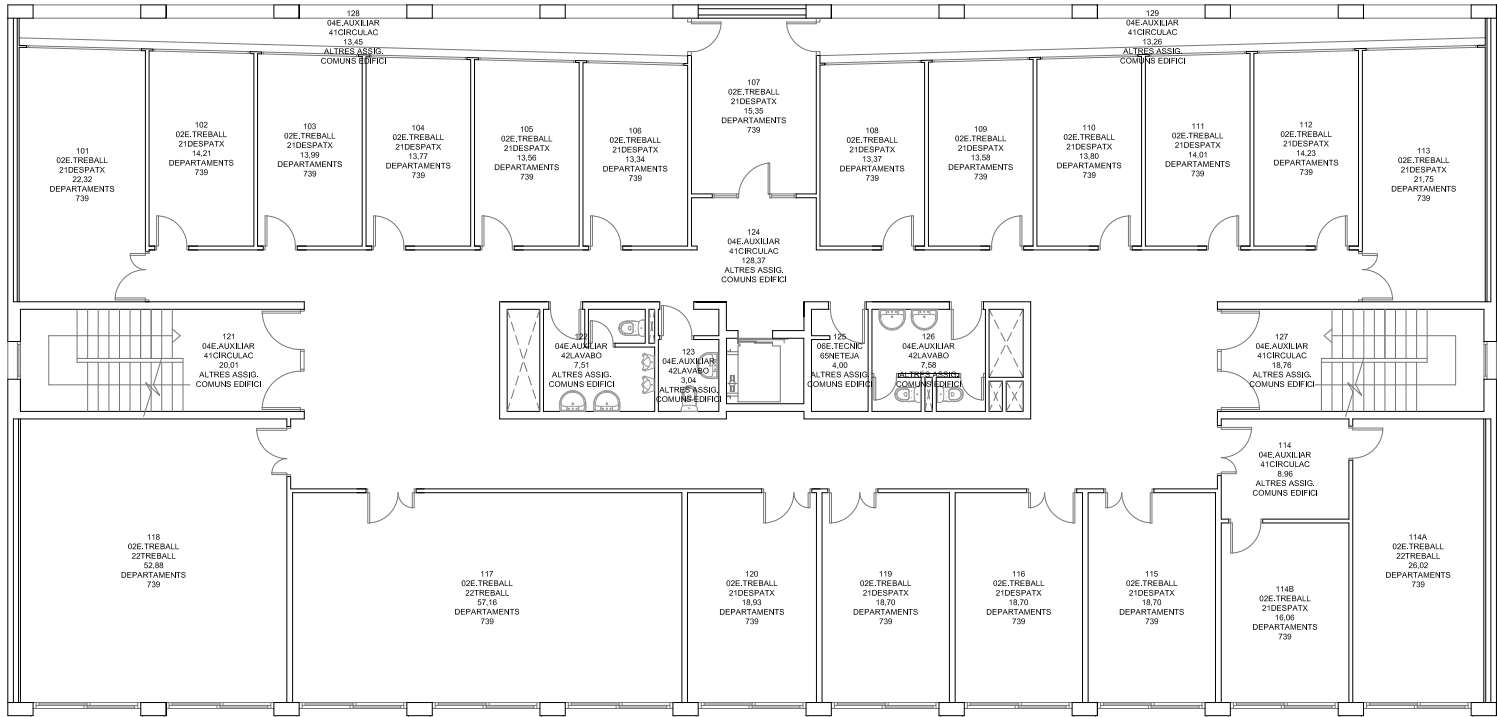 128
04E.AUXILIAR
41CIRCULAC
13,45
ALTRES ASSIG.
COMUNS EDIFICI
129
04E.AUXILIAR
41CIRCULAC
13,26
ALTRES ASSIG.
COMUNS EDIFICI
101
02E.TREBALL
21DESPATX
22,32
DEPARTAMENTS
739
102
02E.TREBALL
21DESPATX
14,21
DEPARTAMENTS
739
103
02E.TREBALL
21DESPATX
13,99
DEPARTAMENTS
739
104
02E.TREBALL
21DESPATX
13,77
DEPARTAMENTS
739
105
02E.TREBALL
21DESPATX
13,56
DEPARTAMENTS
739
106
02E.TREBALL
21DESPATX
13,34
DEPARTAMENTS
739
107
02E.TREBALL
21DESPATX
15,35
DEPARTAMENTS
739
108
02E.TREBALL
21DESPATX
13,37
DEPARTAMENTS
739
109
02E.TREBALL
21DESPATX
13,58
DEPARTAMENTS
739
110
02E.TREBALL
21DESPATX
13,80
DEPARTAMENTS
739
111
02E.TREBALL
21DESPATX
14,01
DEPARTAMENTS
739
112
02E.TREBALL
21DESPATX
14,23
DEPARTAMENTS
739
113
02E.TREBALL
21DESPATX
21,75
DEPARTAMENTS
739
124
04E.AUXILIAR
41CIRCULAC
128,37
ALTRES ASSIG.
COMUNS EDIFICI
121
04E.AUXILIAR
41CIRCULAC
20,01
ALTRES ASSIG.
COMUNS EDIFICI
122
04E.AUXILIAR
42LAVABO
7,51
ALTRES ASSIG.
COMUNS EDIFICI
123
04E.AUXILIAR
42LAVABO
3,04
ALTRES ASSIG.
COMUNS EDIFICI
125
06E.TECNIC
65NETEJA
4,00
ALTRES ASSIG.
COMUNS EDIFICI
126
04E.AUXILIAR
42LAVABO
7,58
ALTRES ASSIG.
COMUNS EDIFICI
127
04E.AUXILIAR
41CIRCULAC
18,76
ALTRES ASSIG.
COMUNS EDIFICI
114
04E.AUXILIAR
41CIRCULAC
8,96
ALTRES ASSIG.
COMUNS EDIFICI
118
02E.TREBALL
22TREBALL
52,88
DEPARTAMENTS
739
117
02E.TREBALL
22TREBALL
57,16
DEPARTAMENTS
739
120
02E.TREBALL
21DESPATX
18,93
DEPARTAMENTS
739
119
02E.TREBALL
21DESPATX
18,70
DEPARTAMENTS
739
116
02E.TREBALL
21DESPATX
18,70
DEPARTAMENTS
739
115
02E.TREBALL
21DESPATX
18,70
DEPARTAMENTS
739
114B
02E.TREBALL
21DESPATX
16,06
DEPARTAMENTS
739
114A
02E.TREBALL
22TREBALL
26,02
DEPARTAMENTS
739